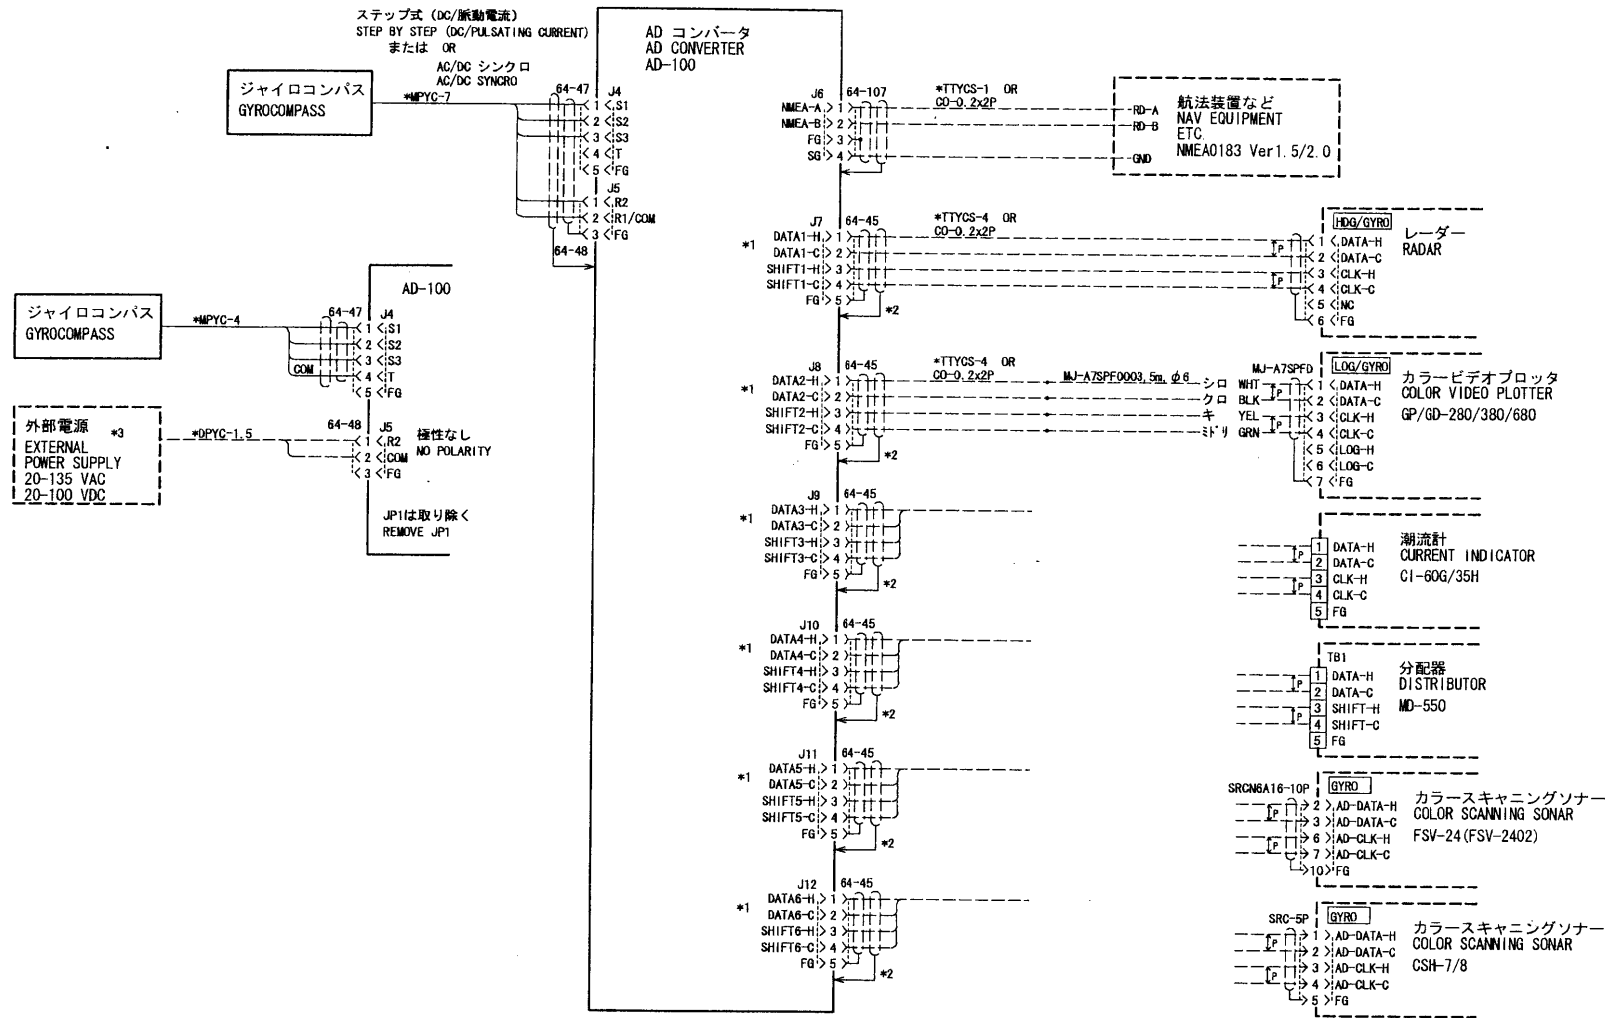 ステップ式 (DC/脈動電流)
STEP BY STEP (DC/PULSATING CURRENT)
または OR
AC/DC シンクロ
AC/DC SYNCRO
ジャイロコンパス
GYROCOMPASS
*MPYC-7
64-47
J4
1 S1
2 S2
3 S3
4 T
5 FG
J5
1 R2
2 R1/COM
3 FG
64-48
AD コンバータ
AD CONVERTER
AD-100
ジャイロコンパス
GYROCOMPASS
*MPYC-4
COM
AD-100
64-47
J4
1 S1
2 S2
3 S3
4 T
5 FG
外部電源 *3
EXTERNAL
POWER SUPPLY
20-135 VAC
20-100 VDC
*DPYC-1.5
64-48
J5
1 R2
2 COM
3 FG
極性なし
NO POLARITY
JP1は取り除く
REMOVE JP1
J6 64-107
NMEA-A 1
NMEA-B 2
FG 3
SG 4
*TTYCS-1 OR
CO-0.2x2P
RD-A
RD-B
GND
航法装置など
NAV EQUIPMENT
ETC.
NMEA0183 Ver1.5/2.0
J7 64-45
*1
DATA1-H 1
DATA1-C 2
SHIFT1-H 3
SHIFT1-C 4
FG 5
*2
*TTYCS-4 OR
CO-0.2x2P
P
P
HDG/GYRO
1 DATA-H
2 DATA-C
3 CLK-H
4 CLK-C
5 NC
6 FG
レーダー
RADAR
J8 64-45
*1
DATA2-H 1
DATA2-C 2
SHIFT2-H 3
SHIFT2-C 4
FG 5
*2
*TTYCS-4 OR
CO-0.2x2P
MJ-A7SPF0003,5m,φ6
シロ WHT
クロ BLK
キ YEL
ミドリ GRN
MJ-A7SPFD
P
P
LOG/GYRO
1 DATA-H
2 DATA-C
3 CLK-H
4 CLK-C
5 LOG-H
6 LOG-C
7 FG
カラービデオプロッタ
COLOR VIDEO PLOTTER
GP/GD-280/380/680
J9 64-45
*1
DATA3-H 1
DATA3-C 2
SHIFT3-H 3
SHIFT3-C 4
FG 5
*2
P
P
1 DATA-H
2 DATA-C
3 CLK-H
4 CLK-C
5 FG
潮流計
CURRENT INDICATOR
CI-60G/35H
J10 64-45
*1
DATA4-H 1
DATA4-C 2
SHIFT4-H 3
SHIFT4-C 4
FG 5
*2
P
P
TB1
1 DATA-H
2 DATA-C
3 SHIFT-H
4 SHIFT-C
5 FG
分配器
DISTRIBUTOR
MD-550
J11 64-45
*1
DATA5-H 1
DATA5-C 2
SHIFT5-H 3
SHIFT5-C 4
FG 5
*2
SRCN6A16-10P
P
P
GYRO
2 AD-DATA-H
3 AD-DATA-C
6 AD-CLK-H
7 AD-CLK-C
10 FG
カラースキャニングソナー
COLOR SCANNING SONAR
FSV-24(FSV-2402)
J12 64-45
*1
DATA6-H 1
DATA6-C 2
SHIFT6-H 3
SHIFT6-C 4
FG 5
*2
SRC-5P
P
P
GYRO
1 AD-DATA-H
2 AD-DATA-C
3 AD-CLK-H
4 AD-CLK-C
5 FG
カラースキャニングソナー
COLOR SCANNING SONAR
CSH-7/8